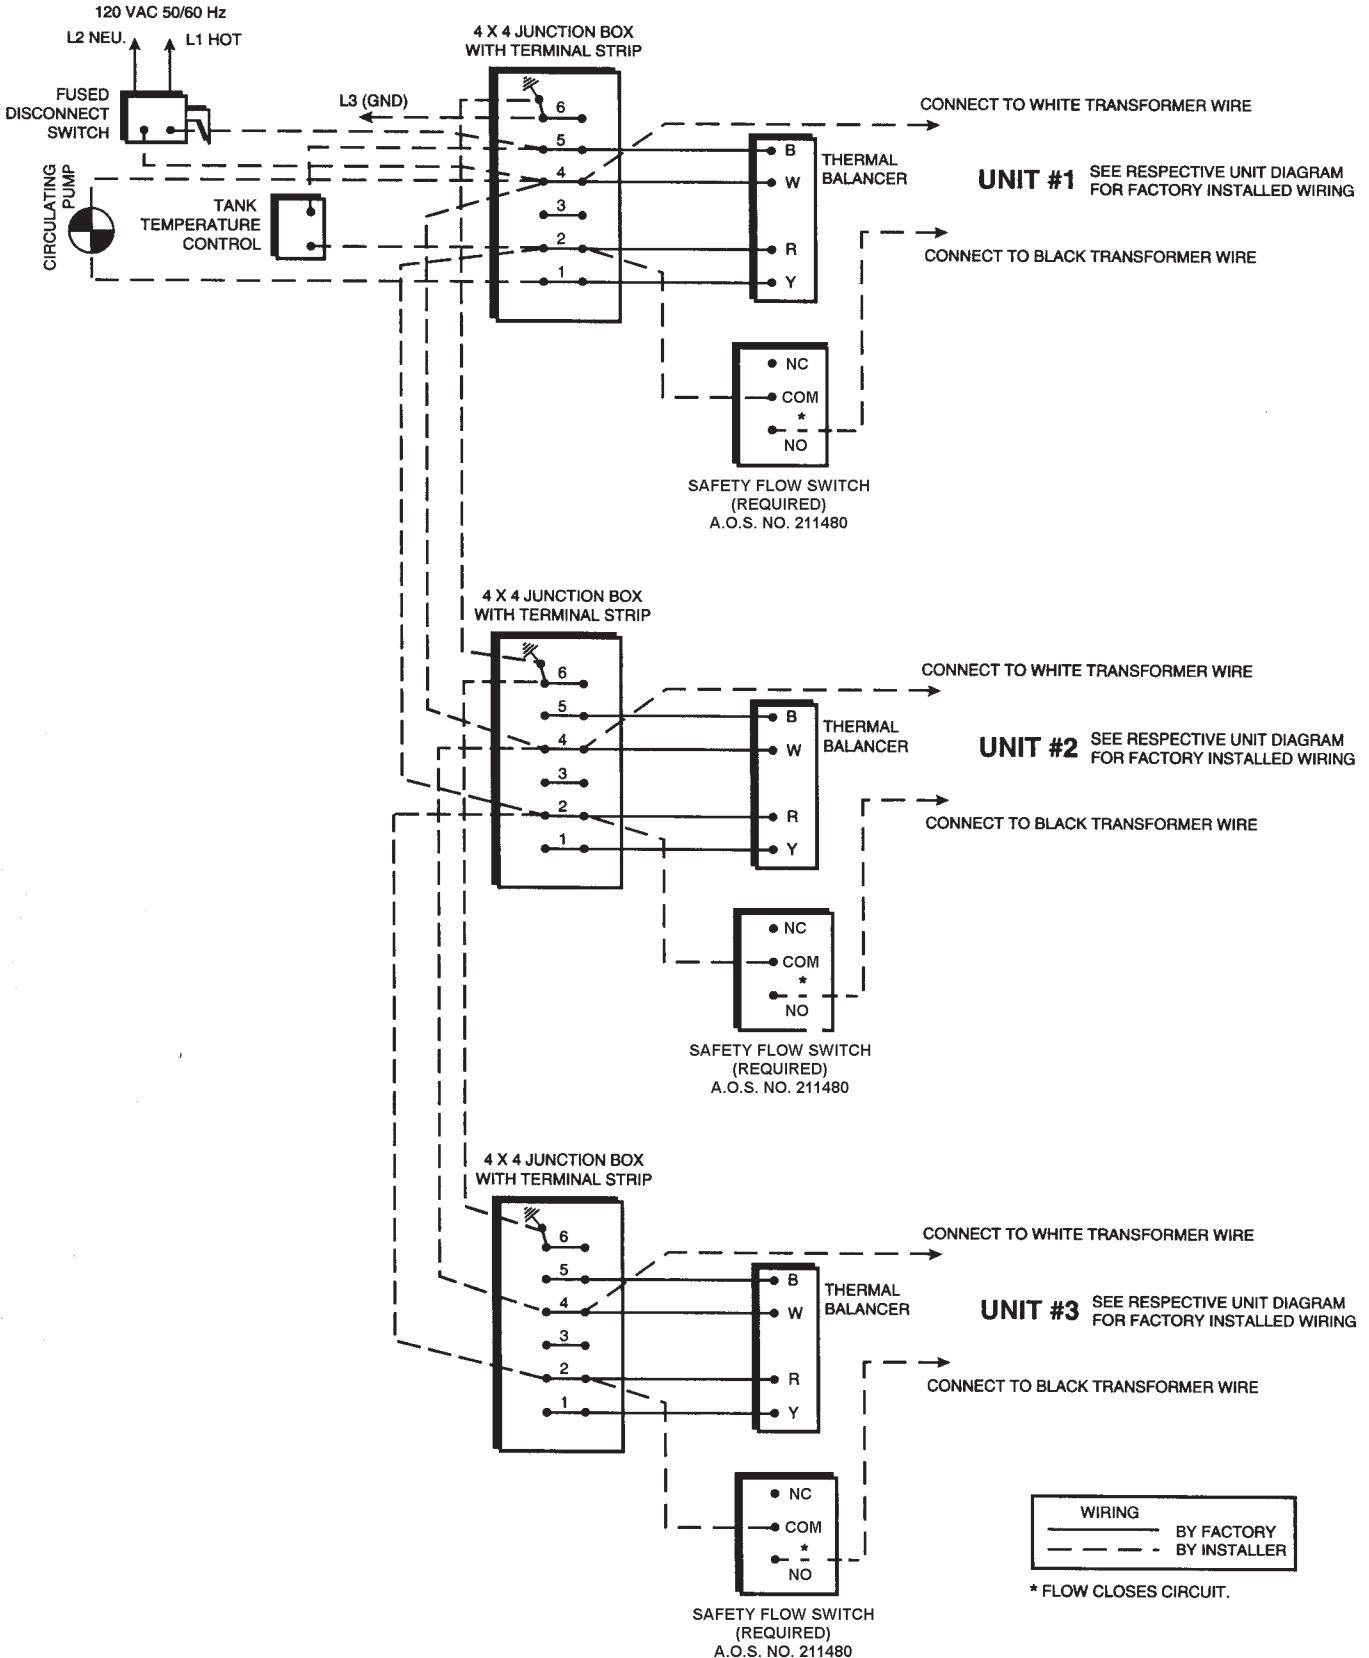 120 VAC 50/60 Hz
L2 NEU.
L1 HOT
FUSED
DISCONNECT
SWITCH
CIRCULATING
PUMP
TANK
TEMPERATURE
CONTROL
L3 (GND)
4 X 4 JUNCTION BOX
WITH TERMINAL STRIP
6
5
4
3
2
1
B
W
R
Y
THERMAL
BALANCER
CONNECT TO WHITE TRANSFORMER WIRE
UNIT #1
SEE RESPECTIVE UNIT DIAGRAM
FOR FACTORY INSTALLED WIRING
CONNECT TO BLACK TRANSFORMER WIRE
NC
COM
*
NO
SAFETY FLOW SWITCH
(REQUIRED)
A.O.S. NO. 211480
4 X 4 JUNCTION BOX
WITH TERMINAL STRIP
6
5
4
3
2
1
B
W
R
Y
THERMAL
BALANCER
CONNECT TO WHITE TRANSFORMER WIRE
UNIT #2
SEE RESPECTIVE UNIT DIAGRAM
FOR FACTORY INSTALLED WIRING
CONNECT TO BLACK TRANSFORMER WIRE
NC
COM
*
NO
SAFETY FLOW SWITCH
(REQUIRED)
A.O.S. NO. 211480
4 X 4 JUNCTION BOX
WITH TERMINAL STRIP
6
5
4
3
2
1
B
W
R
Y
THERMAL
BALANCER
CONNECT TO WHITE TRANSFORMER WIRE
UNIT #3
SEE RESPECTIVE UNIT DIAGRAM
FOR FACTORY INSTALLED WIRING
CONNECT TO BLACK TRANSFORMER WIRE
NC
COM
*
NO
SAFETY FLOW SWITCH
(REQUIRED)
A.O.S. NO. 211480
WIRING
BY FACTORY
BY INSTALLER
* FLOW CLOSES CIRCUIT.